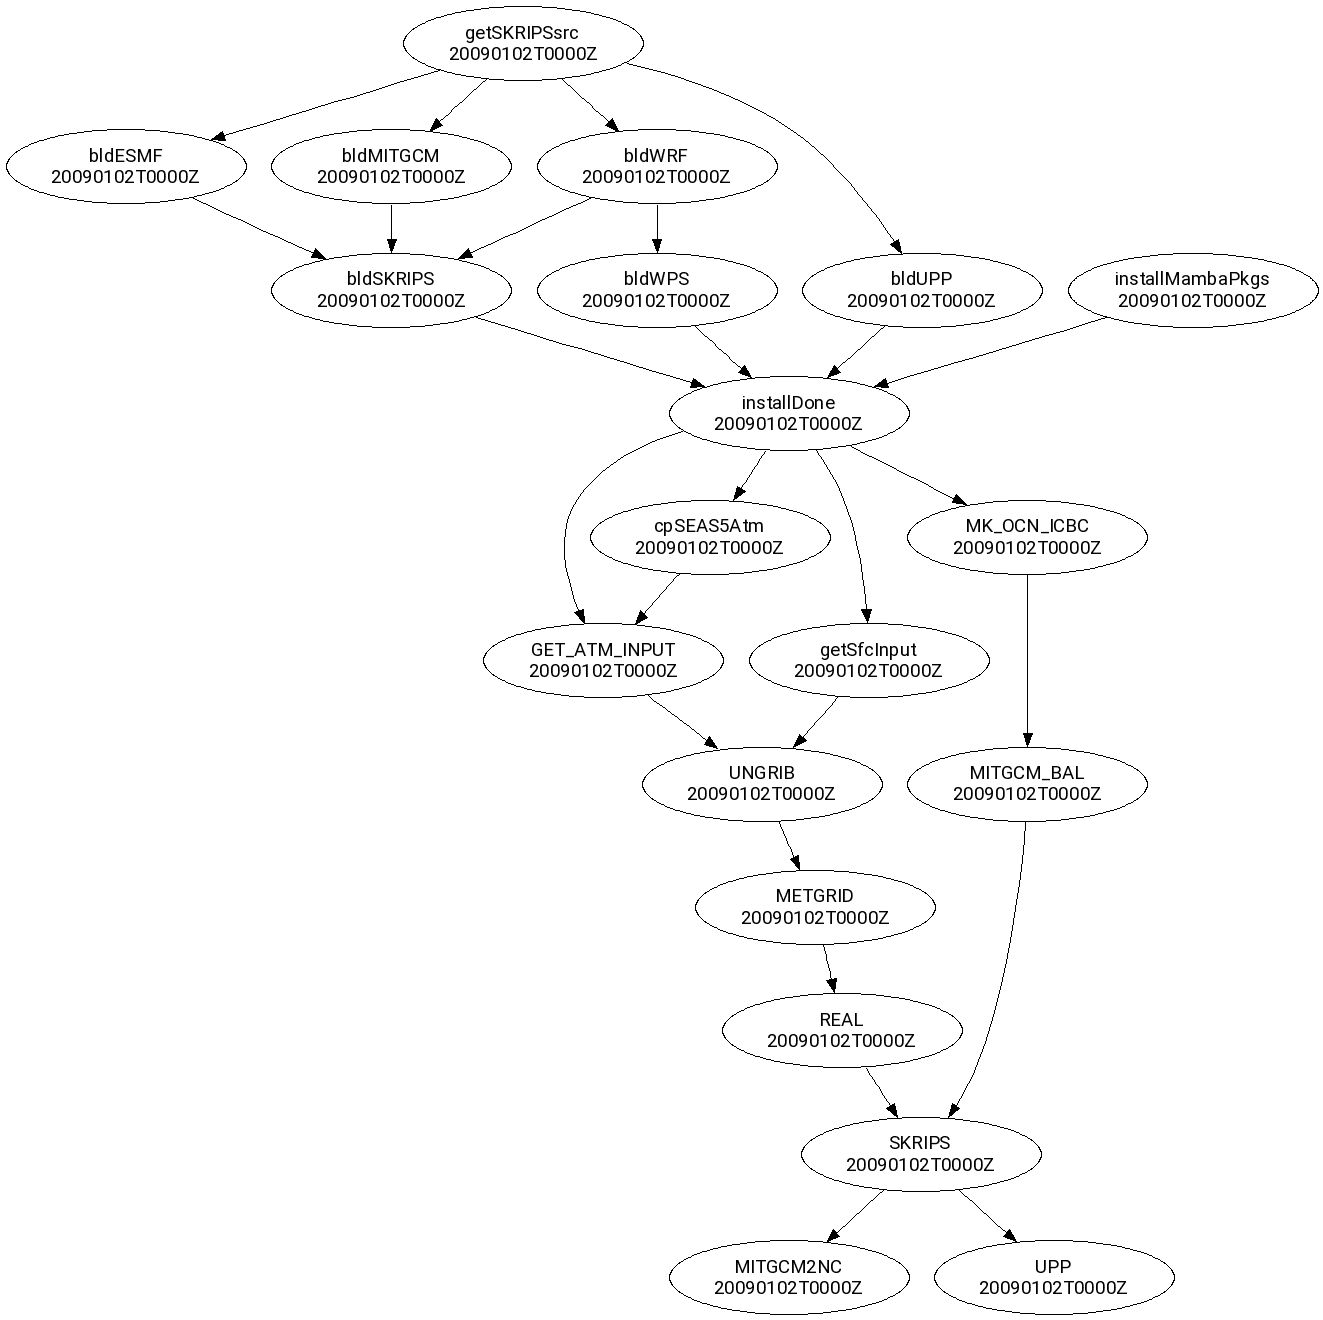 getSKRIPSsrc
20090102T0000Z
bldESMF
20090102T0000Z
bldMITGCM
20090102T0000Z
bldWRF
20090102T0000Z
bldSKRIPS
20090102T0000Z
bldWPS
20090102T0000Z
bldUPP
20090102T0000Z
installMambaPkgs
20090102T0000Z
installDone
20090102T0000Z
cpSEAS5Atm
20090102T0000Z
MK_OCN_ICBC
20090102T0000Z
GET_ATM_INPUT
20090102T0000Z
getSfcInput
20090102T0000Z
UNGRIB
20090102T0000Z
MITGCM_BAL
20090102T0000Z
METGRID
20090102T0000Z
REAL
20090102T0000Z
SKRIPS
20090102T0000Z
MITGCM2NC
20090102T0000Z
UPP
20090102T0000Z